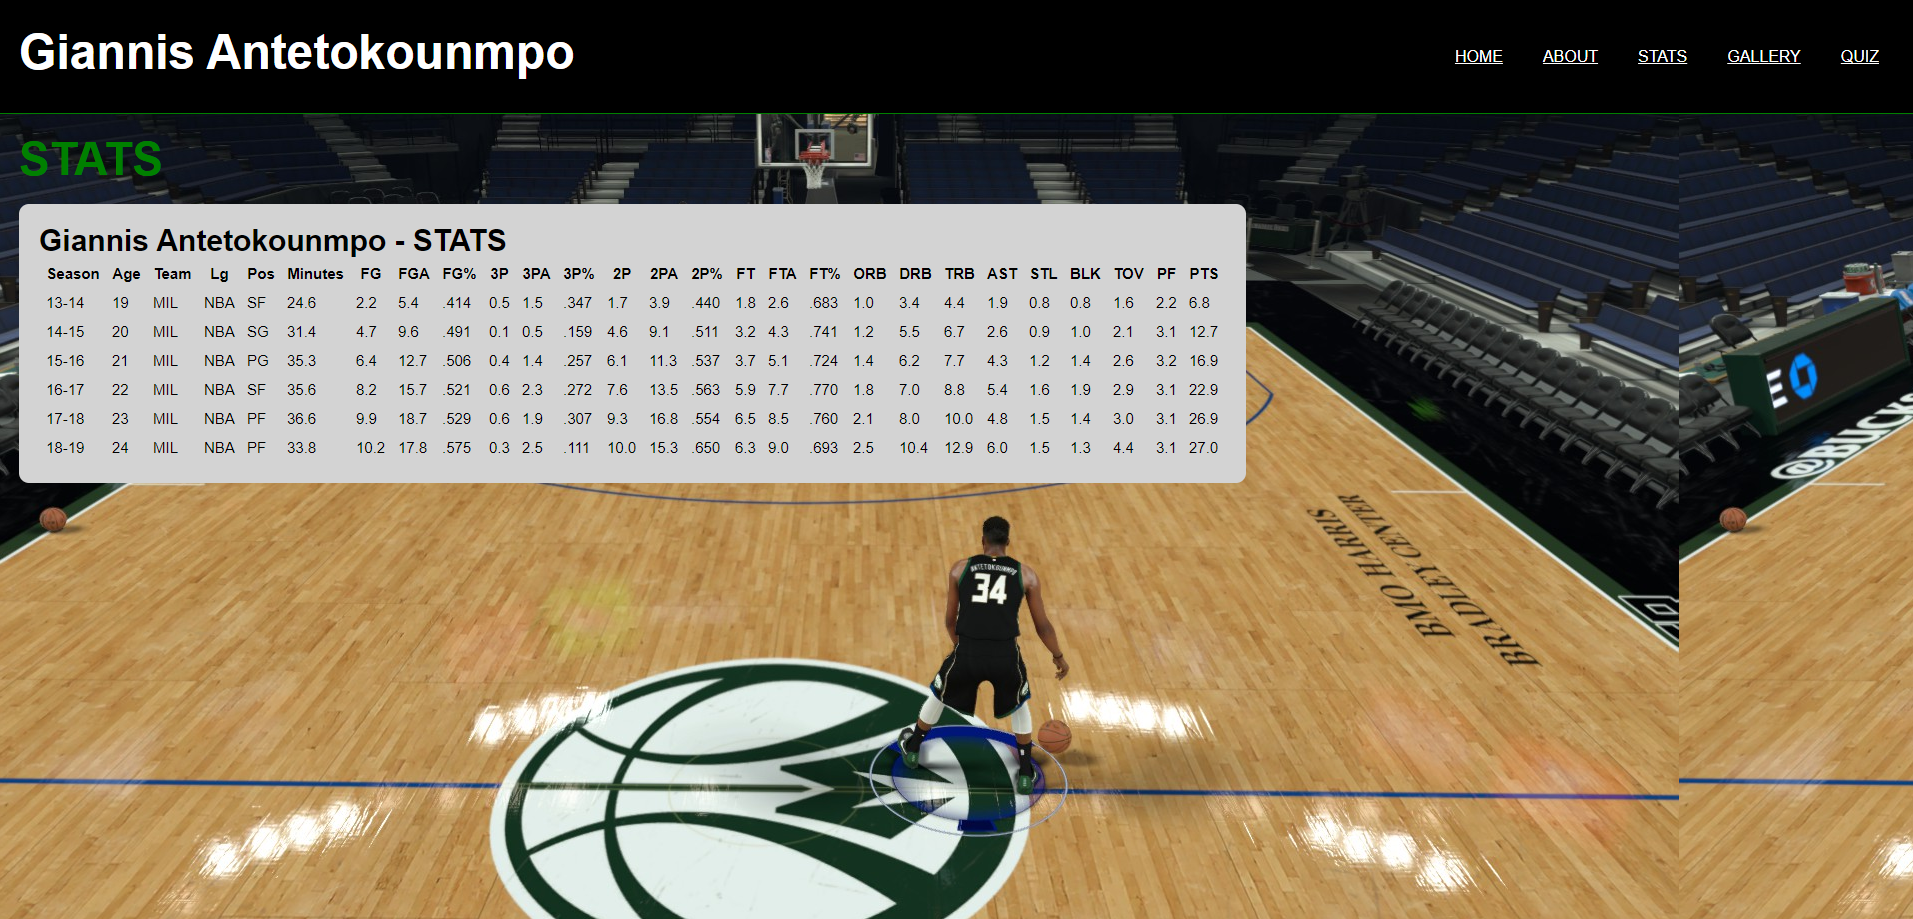 Giannis Antetokounmpo
HOME ABOUT STATS GALLERY QUIZ
STATS
Giannis Antetokounmpo - STATS
Season Age Team Lg Pos Minutes FG FGA FG% 3P 3PA 3P% 2P 2PA 2P% FT FTA FT% ORB DRB TRB AST STL BLK TOV PF PTS
13-14 19 MIL NBA SF 24.6 2.2 5.4 .414 0.5 1.5 .347 1.7 3.9 .440 1.8 2.6 .683 1.0 3.4 4.4 1.9 0.8 0.8 1.6 2.2 6.8
14-15 20 MIL NBA SG 31.4 4.7 9.6 .491 0.1 0.5 .159 4.6 9.1 .511 3.2 4.3 .741 1.2 5.5 6.7 2.6 0.9 1.0 2.1 3.1 12.7
15-16 21 MIL NBA PG 35.3 6.4 12.7 .506 0.4 1.4 .257 6.1 11.3 .537 3.7 5.1 .724 1.4 6.2 7.7 4.3 1.2 1.4 2.6 3.2 16.9
16-17 22 MIL NBA SF 35.6 8.2 15.7 .521 0.6 2.3 .272 7.6 13.5 .563 5.9 7.7 .770 1.8 7.0 8.8 5.4 1.6 1.9 2.9 3.1 22.9
17-18 23 MIL NBA PF 36.6 9.9 18.7 .529 0.6 1.9 .307 9.3 16.8 .554 6.5 8.5 .760 2.1 8.0 10.0 4.8 1.5 1.4 3.0 3.1 26.9
18-19 24 MIL NBA PF 33.8 10.2 17.8 .575 0.3 2.5 .111 10.0 15.3 .650 6.3 9.0 .693 2.5 10.4 12.9 6.0 1.5 1.3 4.4 3.1 27.0
E
@BUCKS
BMO HARRIS
BRADLEY CENTER
ANTETOKOUNMPO
34